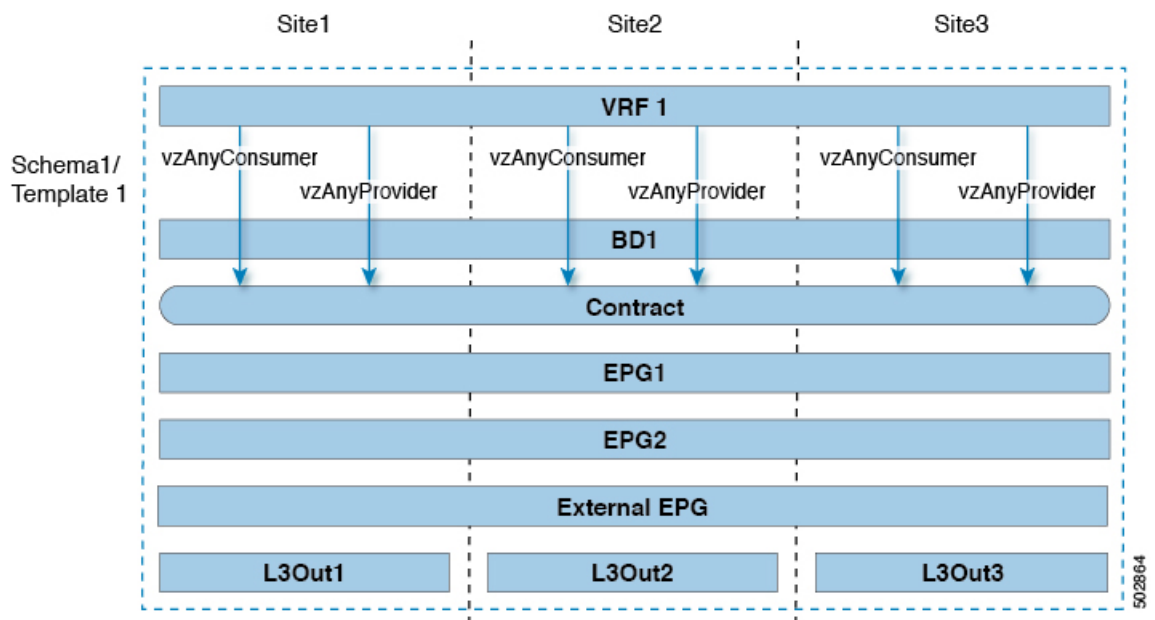 Site1
Site2
Site3
VRF 1
Schema1/
Template 1
vzAnyConsumer
vzAnyProvider
vzAnyConsumer
vzAnyProvider
vzAnyConsumer
vzAnyProvider
BD1
Contract
EPG1
EPG2
External EPG
L3Out1
L3Out2
L3Out3
502864